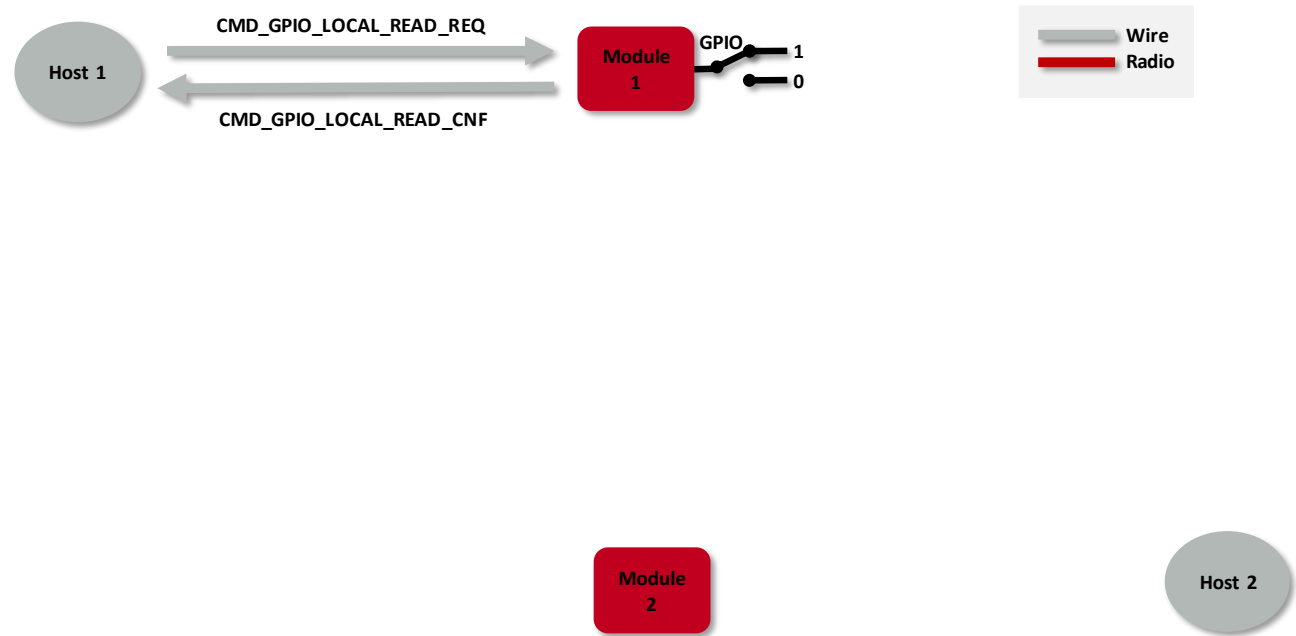 CMD_GPIO_LOCAL_READ_REQ
Host 1
Module
1
GPIO
1
0
CMD_GPIO_LOCAL_READ_CNF
Wire
Radio
Module
2
Host 2